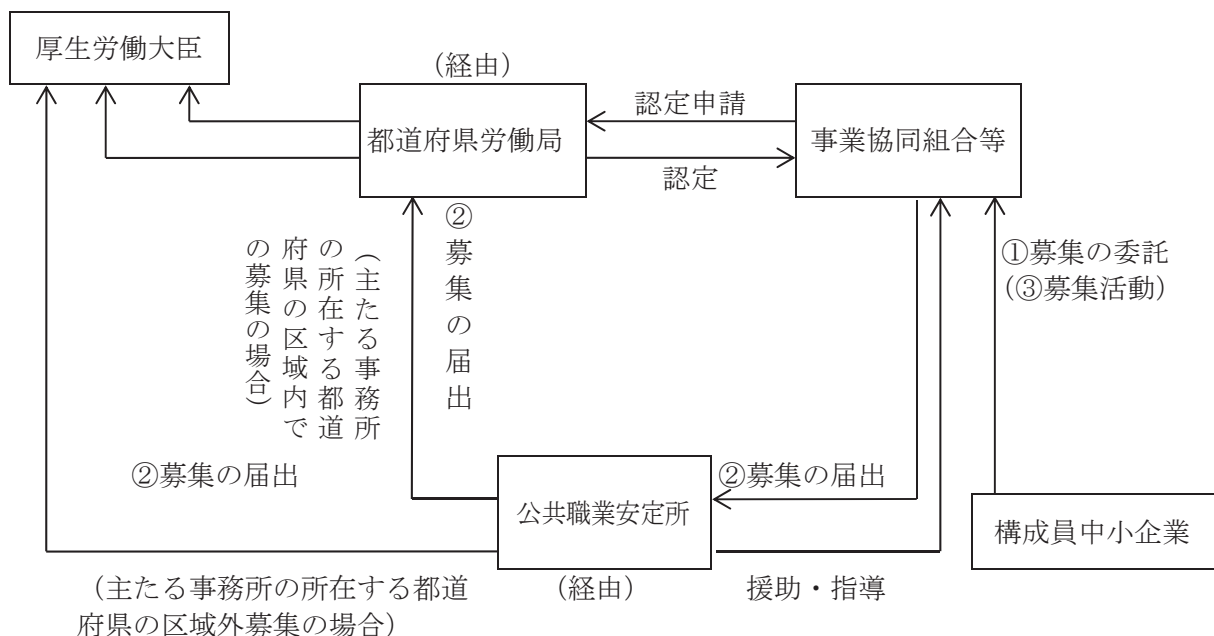 厚生労働大臣
(経由)
都道府県労働局
認定申請
認定
事業協同組合等
②募集の届出
(主たる事務所
の所在する都道
府県の区域内で
の募集の場合)
①募集の委託
(③募集活動)
②募集の届出
公共職業安定所
②募集の届出
構成員中小企業
(主たる事務所の所在する都道
府県の区域外募集の場合)
(経由)
援助・指導